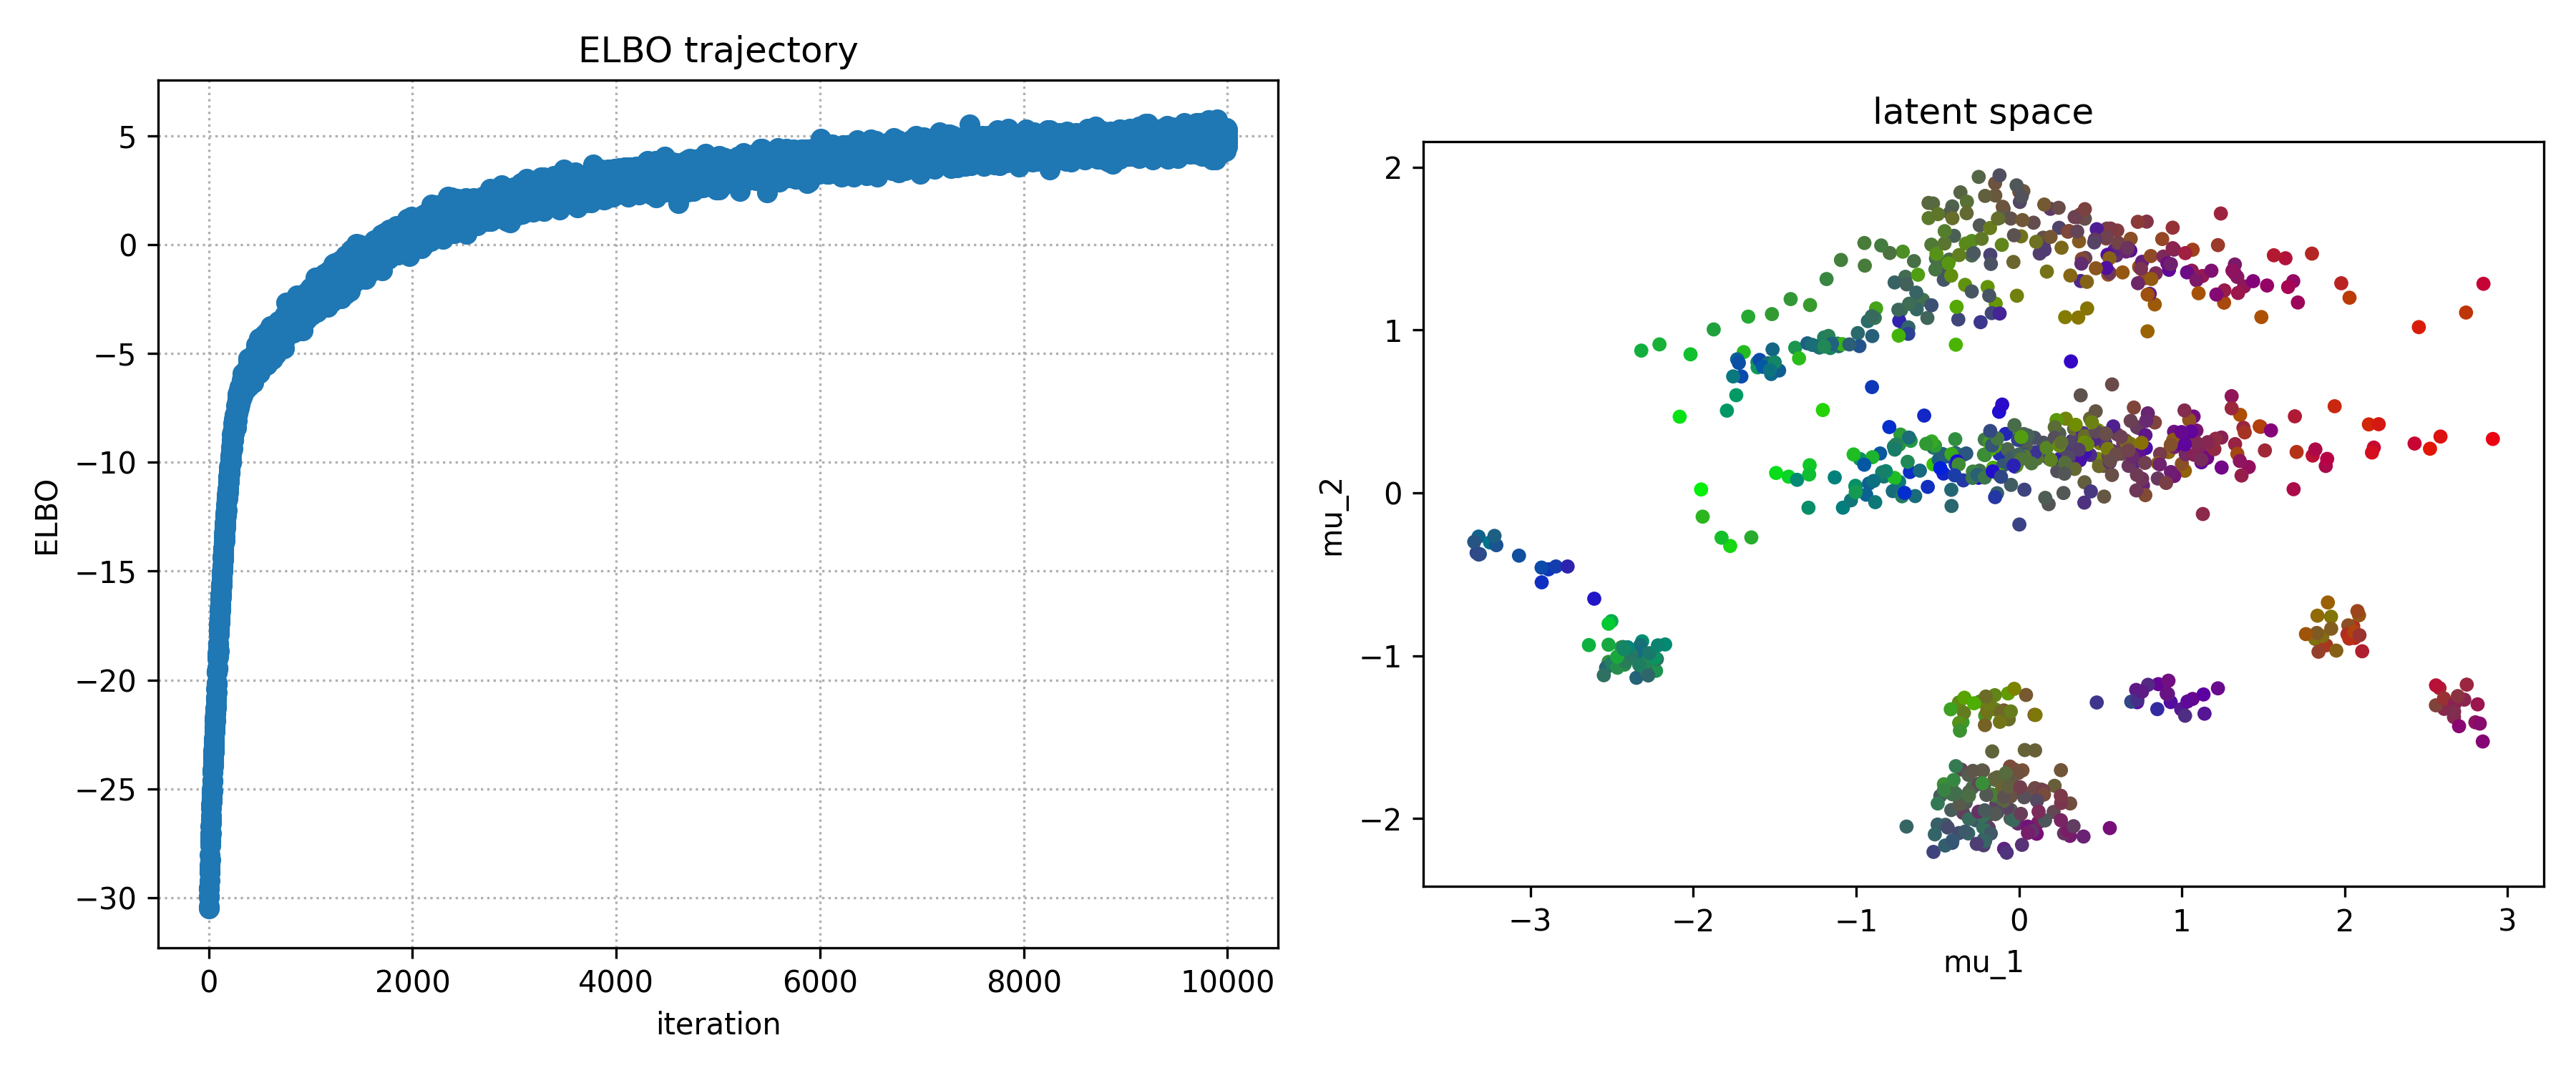 ELBO trajectory
ELBO
5
0
−5
−10
−15
−20
−25
−30
0 2000 4000 6000 8000 10000
iteration
latent space
mu_2
2
1
0
−1
−2
−3 −2 −1 0 1 2 3
mu_1